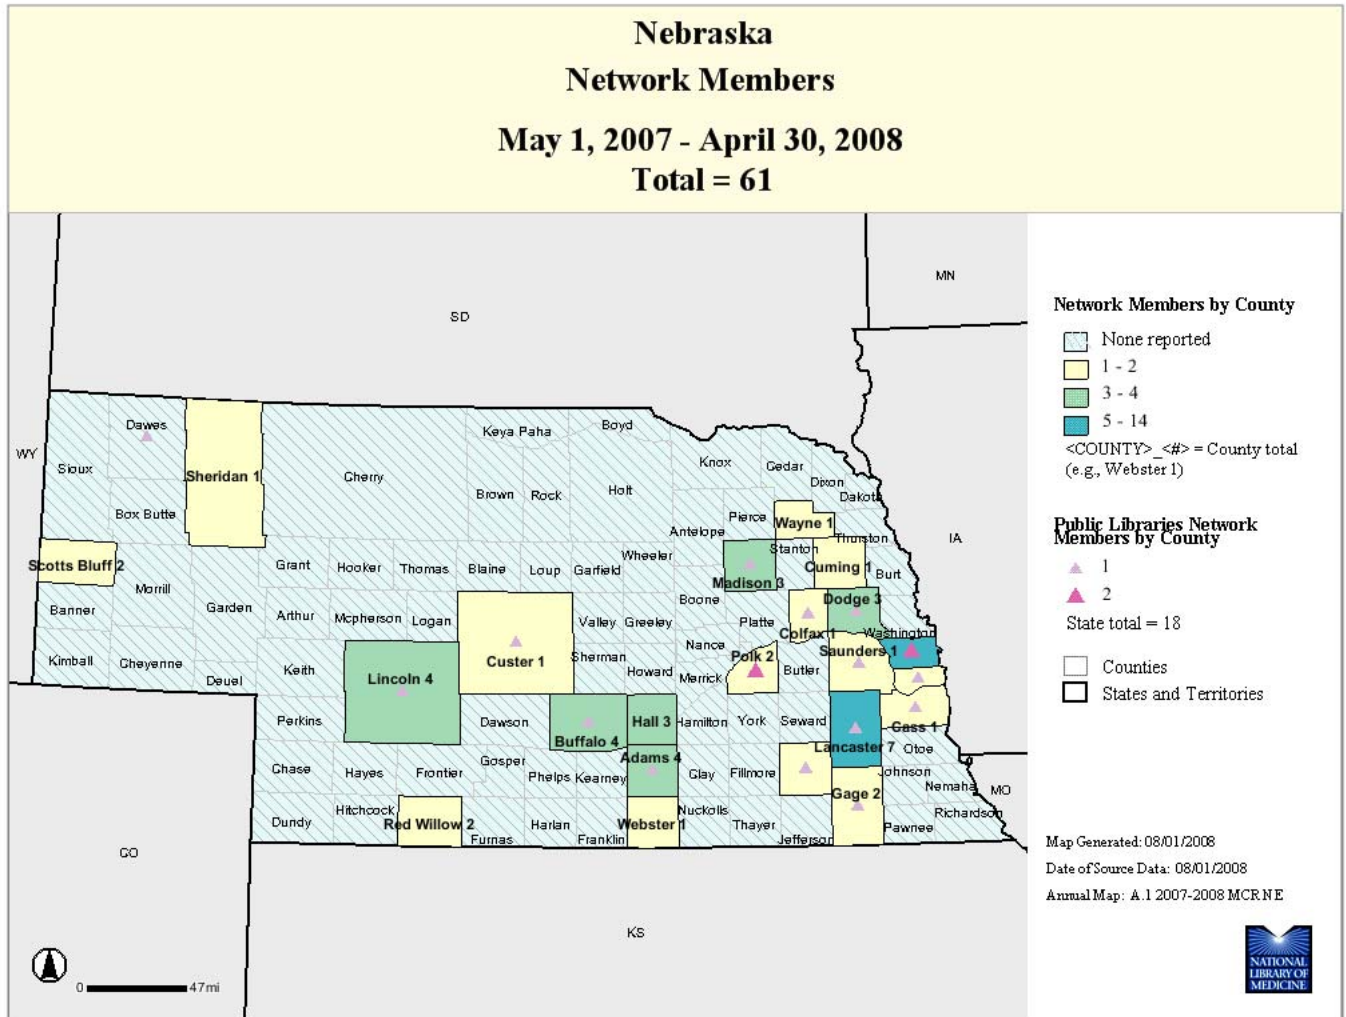 Nebraska
Network Members
May 1, 2007 - April 30, 2008
Total = 61
MN
SD
WY
IA
CO
KS
MO
Dawes
Sioux
Sheridan 1
Box Butte
Scotts Bluff 2
Morrill
Banner
Garden
Kimball
Cheyenne
Deuel
Cherry
Keya Paha
Boyd
Brown
Rock
Holt
Knox
Cedar
Dixon
Dakota
Antelope
Pierce
Wayne 1
Thurston
Stanton
Cuming 1
Burt
Madison 3
Grant
Hooker
Thomas
Blaine
Loup
Garfield
Wheeler
Boone
Dodge 3
Arthur
Mcpherson
Logan
Valley
Greeley
Platte
Colfax 1
Washington
Nance
Saunders 1
Custer 1
Sherman
Howard
Merrick
Polk 2
Butler
Keith
Lincoln 4
Perkins
Dawson
Buffalo 4
Hall 3
Hamilton
York
Seward
Lancaster 7
Cass 1
Otoe
Chase
Hayes
Frontier
Gosper
Phelps
Kearney
Adams 4
Clay
Fillmore
Gage 2
Johnson
Nemaha
Dundy
Hitchcock
Red Willow 2
Furnas
Harlan
Franklin
Webster 1
Nuckolls
Thayer
Jefferson
Pawnee
Richardson
0 47mi
Network Members by County
None reported
1 - 2
3 - 4
5 - 14
<COUNTY>_<#> = County total
(e.g., Webster 1)
Public Libraries Network
Members by County
1
2
State total = 18
Counties
States and Territories
Map Generated: 08/01/2008
Date of Source Data: 08/01/2008
Annual Map: A.1 2007-2008 MCR NE
NATIONAL
LIBRARY OF
MEDICINE